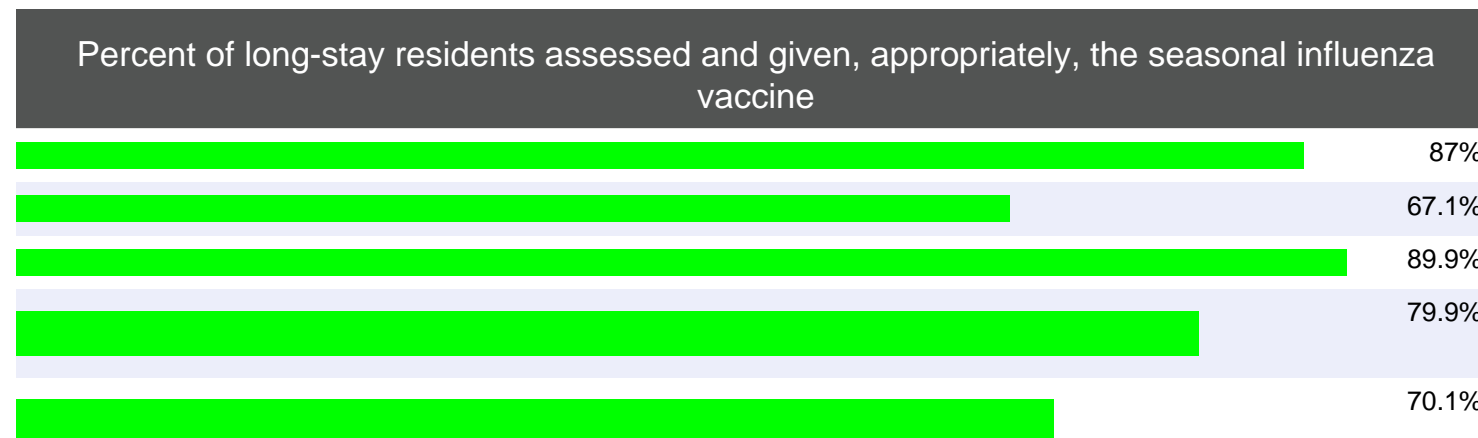 Percent of long-stay residents assessed and given, appropriately, the seasonal influenza
vaccine
87%
67.1%
89.9%
79.9%
70.1%